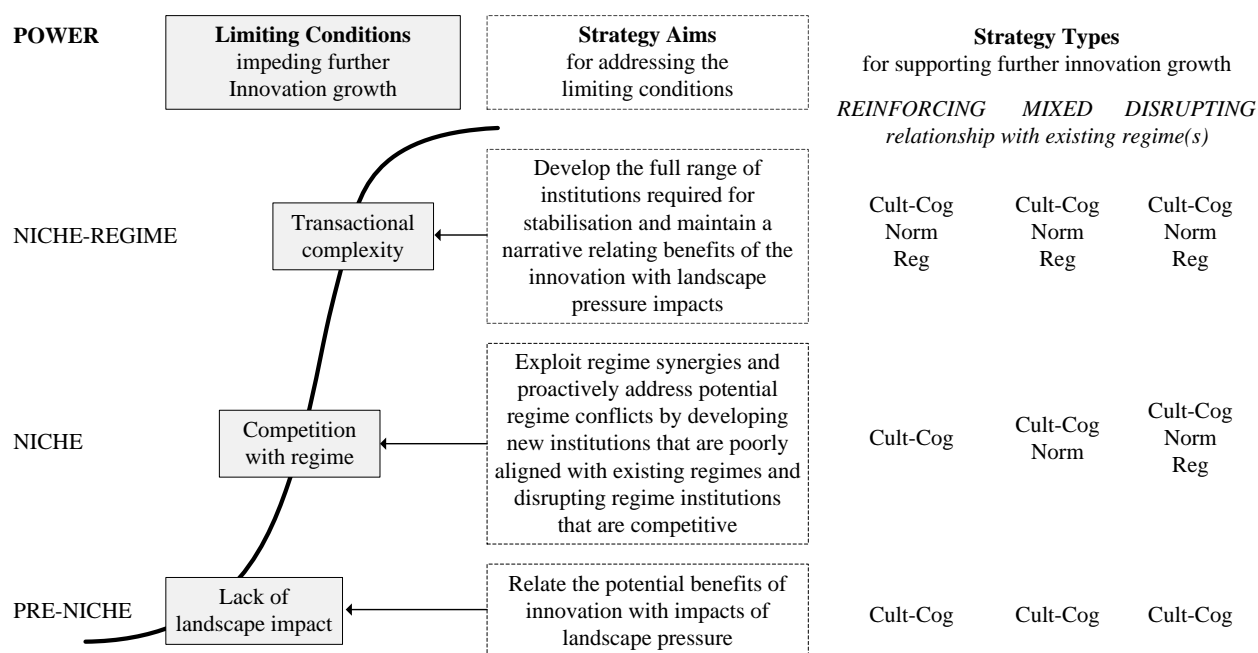 POWER
Limiting Conditions
impeding further
Innovation growth
Strategy Aims
for addressing the
limiting conditions
Strategy Types
for supporting further innovation growth
REINFORCING MIXED DISRUPTING
relationship with existing regime(s)
NICHE-REGIME
Transactional
complexity
Develop the full range of
institutions required for
stabilisation and maintain a
narrative relating benefits of the
innovation with landscape
pressure impacts
Cult-Cog Cult-Cog Cult-Cog
Norm Norm Norm
Reg Reg Reg
NICHE
Competition
with regime
Exploit regime synergies and
proactively address potential
regime conflicts by developing
new institutions that are poorly
aligned with existing regimes and
disrupting regime institutions
that are competitive
Cult-Cog
Cult-Cog
Norm
Cult-Cog
Norm
Reg
PRE-NICHE
Lack of
landscape impact
Relate the potential benefits of
innovation with impacts of
landscape pressure
Cult-Cog Cult-Cog Cult-Cog